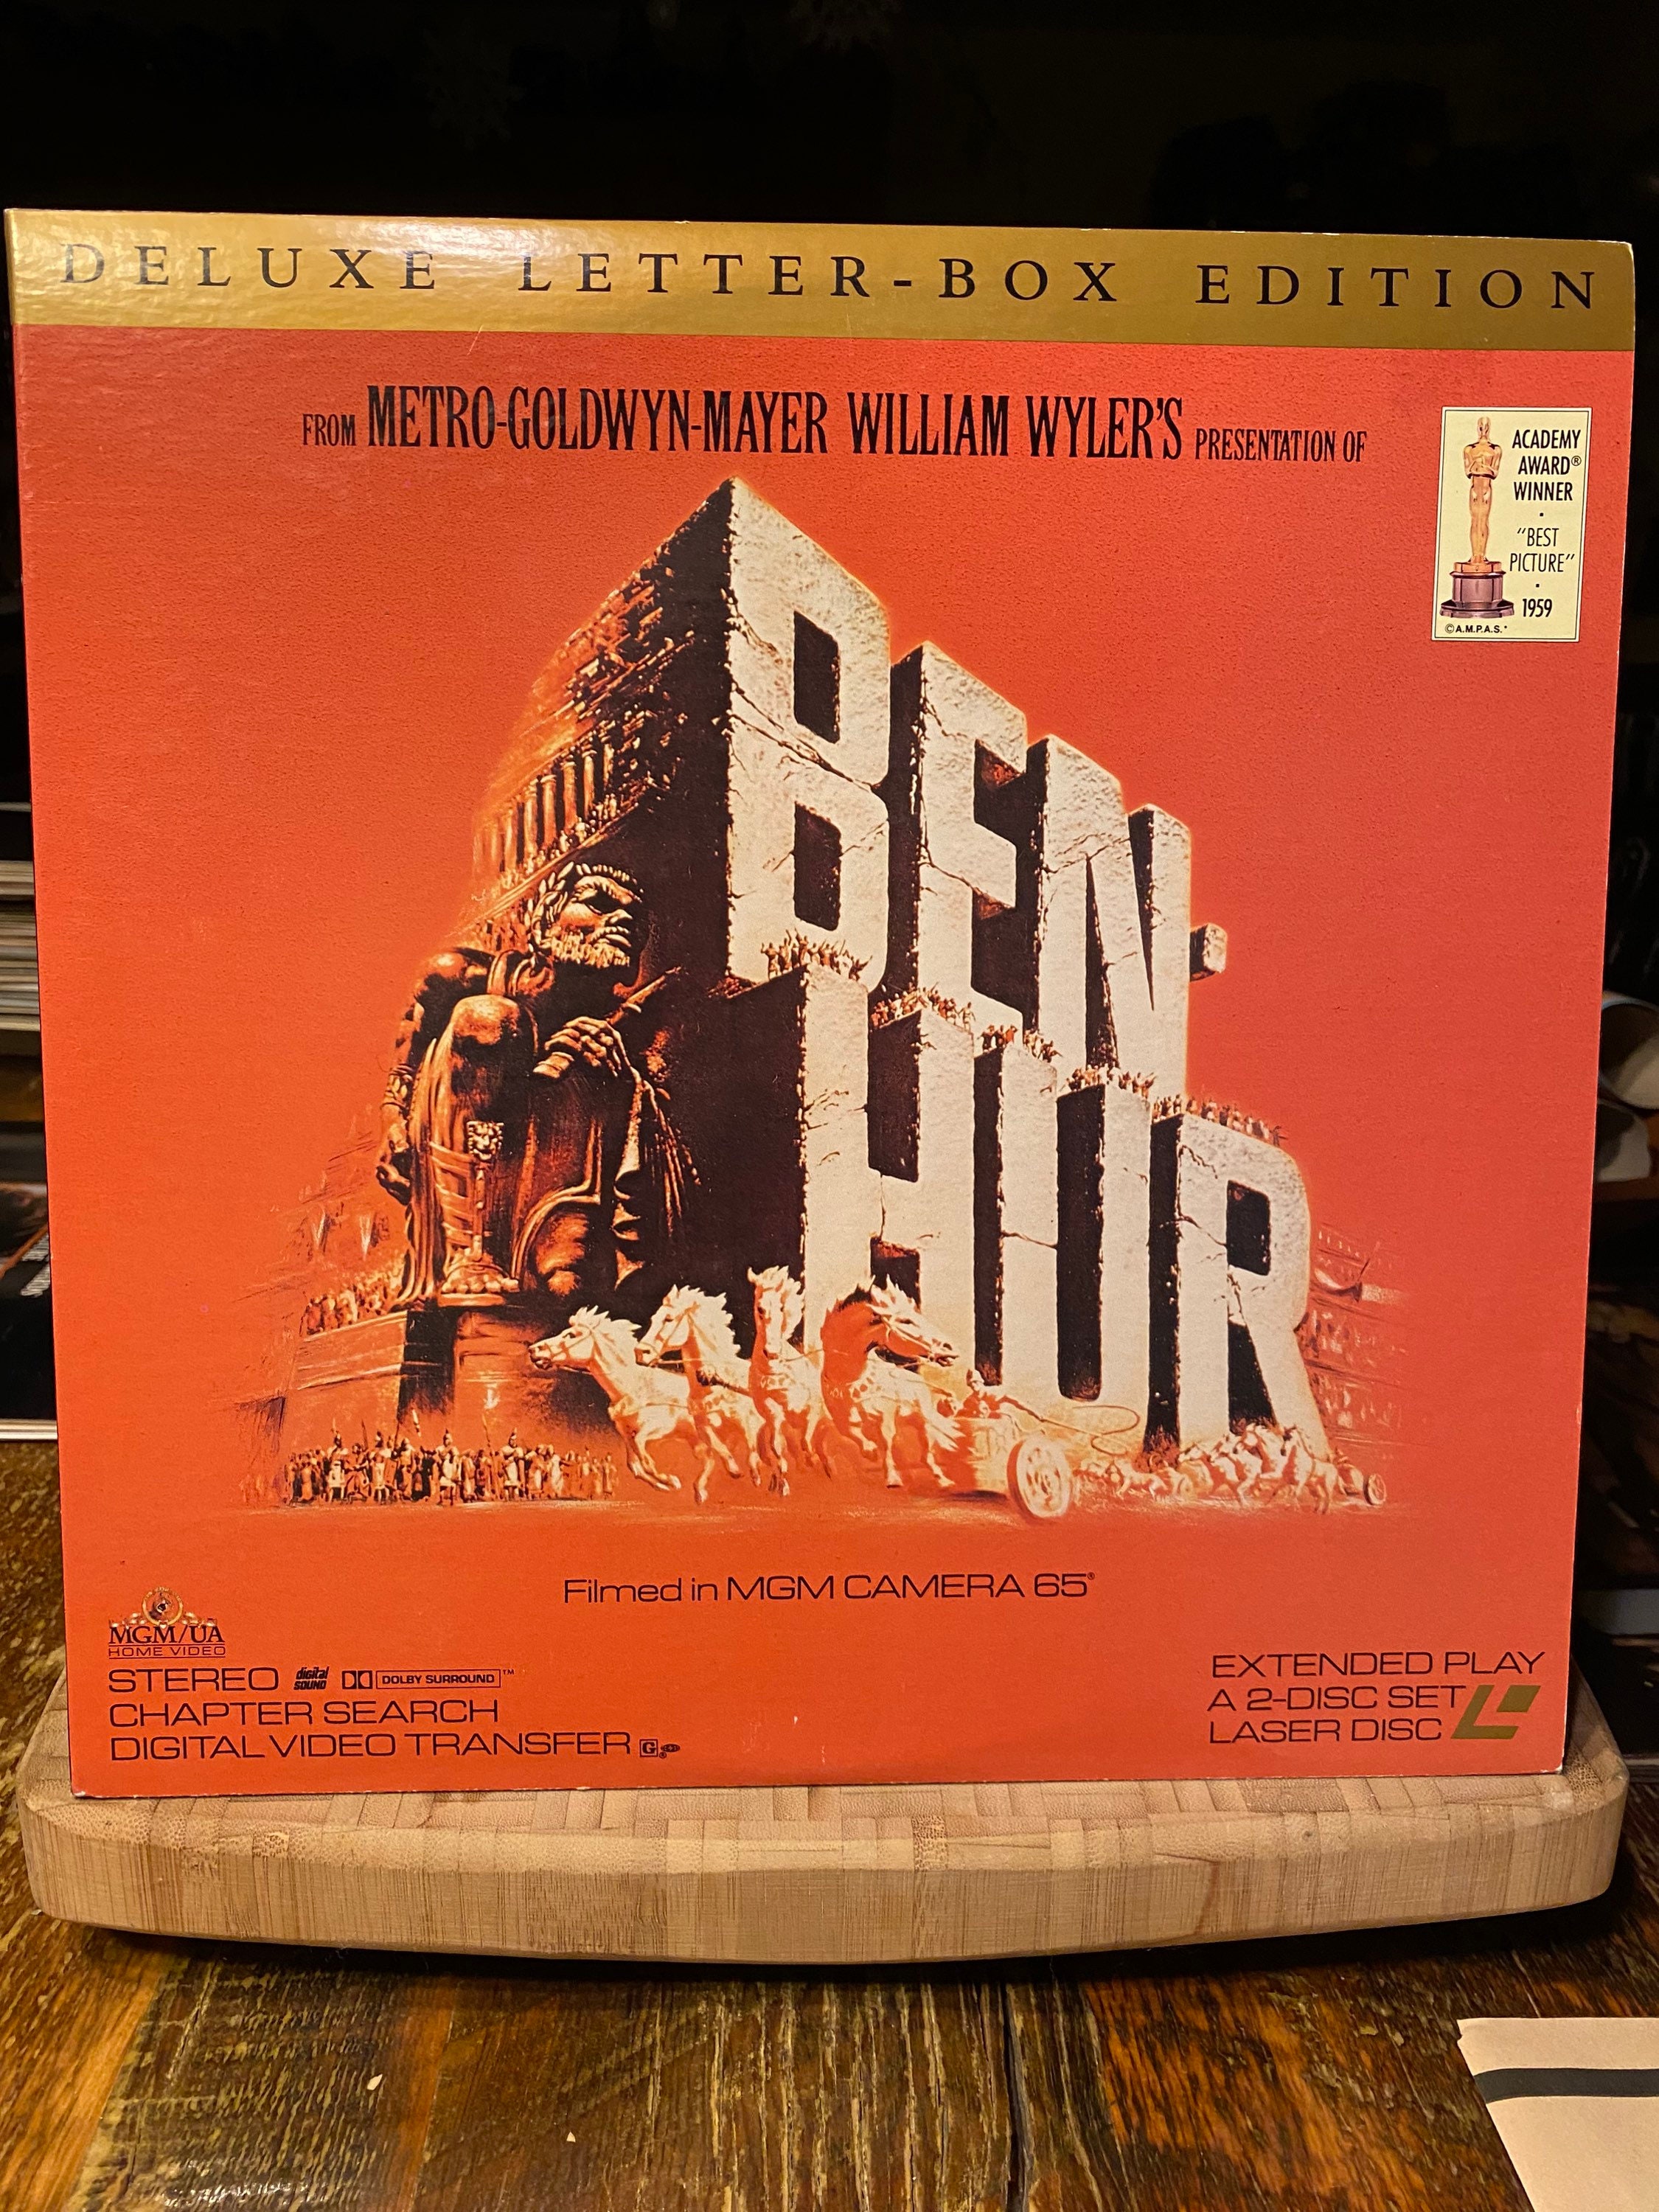 DELUXE LETTER-BOX EDITION
FROM METRO-GOLDWYN-MAYER WILLIAM WYLER'S PRESENTATION OF
ACADEMY
AWARD®
WINNER
·
"BEST
PICTURE"
·
1959
©A.M.P.A.S.®
BEN-
HUR
Filmed in MGM CAMERA 65®
MGM/UA
HOME VIDEO
STEREO digital SOUND DOLBY SURROUND™
CHAPTER SEARCH
DIGITAL VIDEO TRANSFER G
EXTENDED PLAY
A 2-DISC SET
LASER DISC